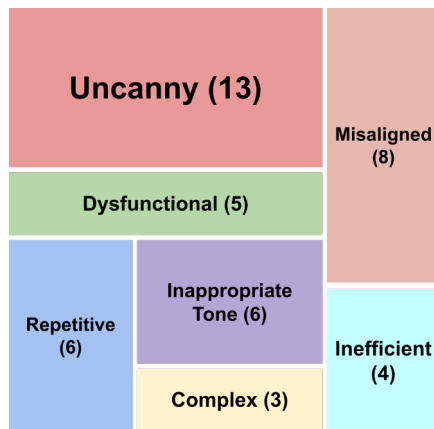 Uncanny (13)
Misaligned
(8)
Dysfunctional (5)
Repetitive
(6)
Inappropriate
Tone (6)
Inefficient
(4)
Complex (3)